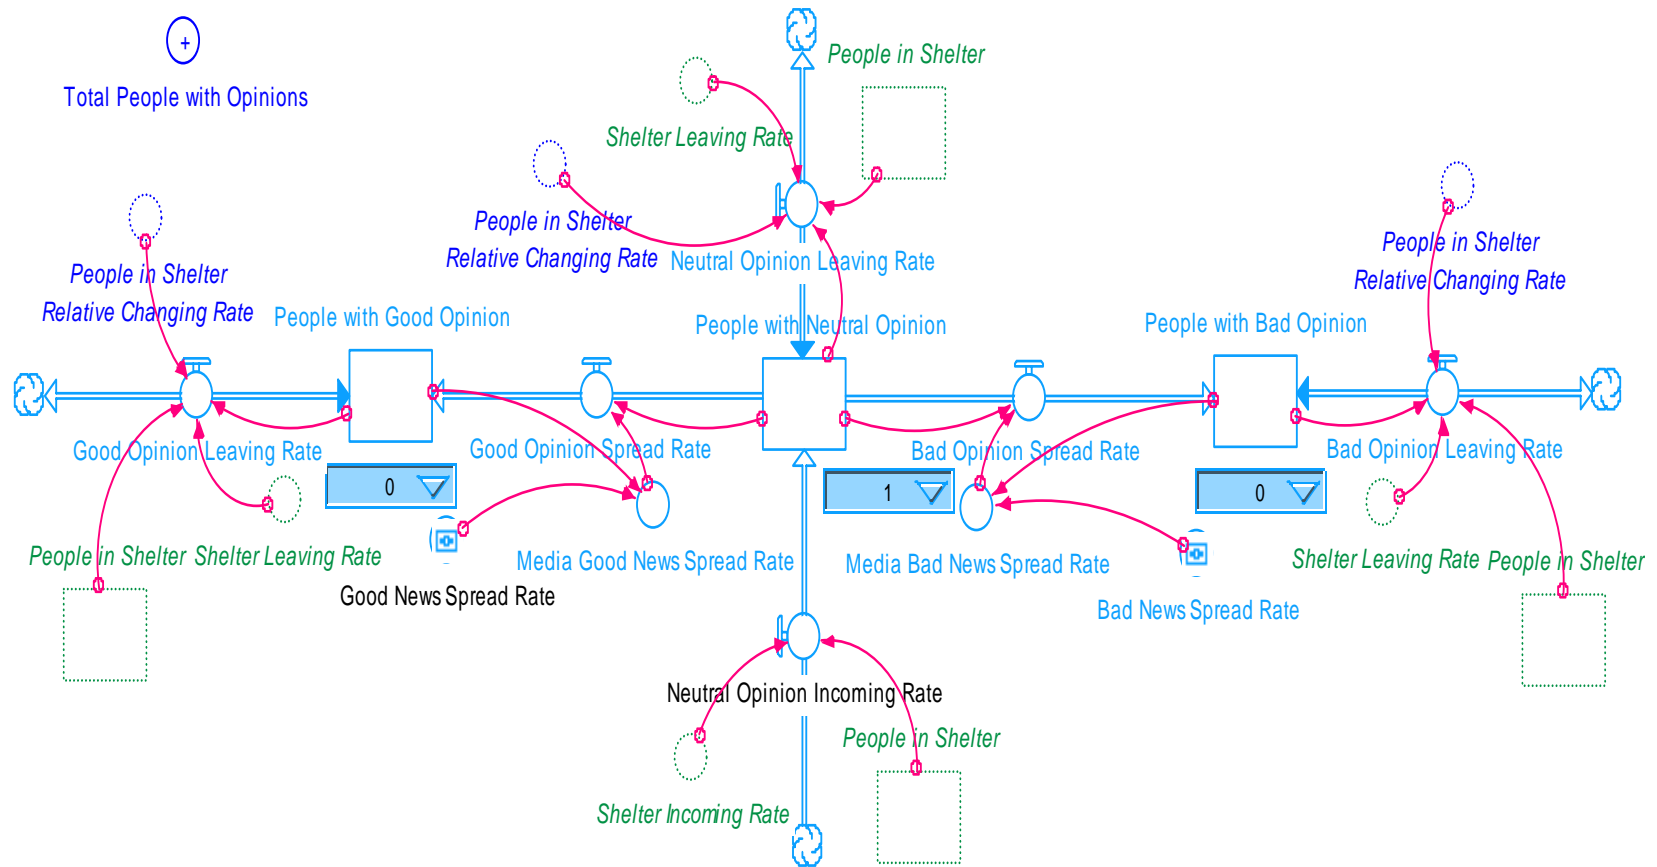 +
Total People with Opinions
People in Shelter
Shelter Leaving Rate
People in Shelter
Relative Changing Rate
Neutral Opinion Leaving Rate
People in Shelter
Relative Changing Rate
People in Shelter
Relative Changing Rate
People with Good Opinion
People with Neutral Opinion
People with Bad Opinion
Good Opinion Leaving Rate
Good Opinion Spread Rate
Bad Opinion Spread Rate
Bad Opinion Leaving Rate
0
1
0
People in Shelter
Shelter Leaving Rate
Media Good News Spread Rate
Media Bad News Spread Rate
Shelter Leaving Rate
People in Shelter
Good News Spread Rate
Bad News Spread Rate
Neutral Opinion Incoming Rate
People in Shelter
Shelter Incoming Rate